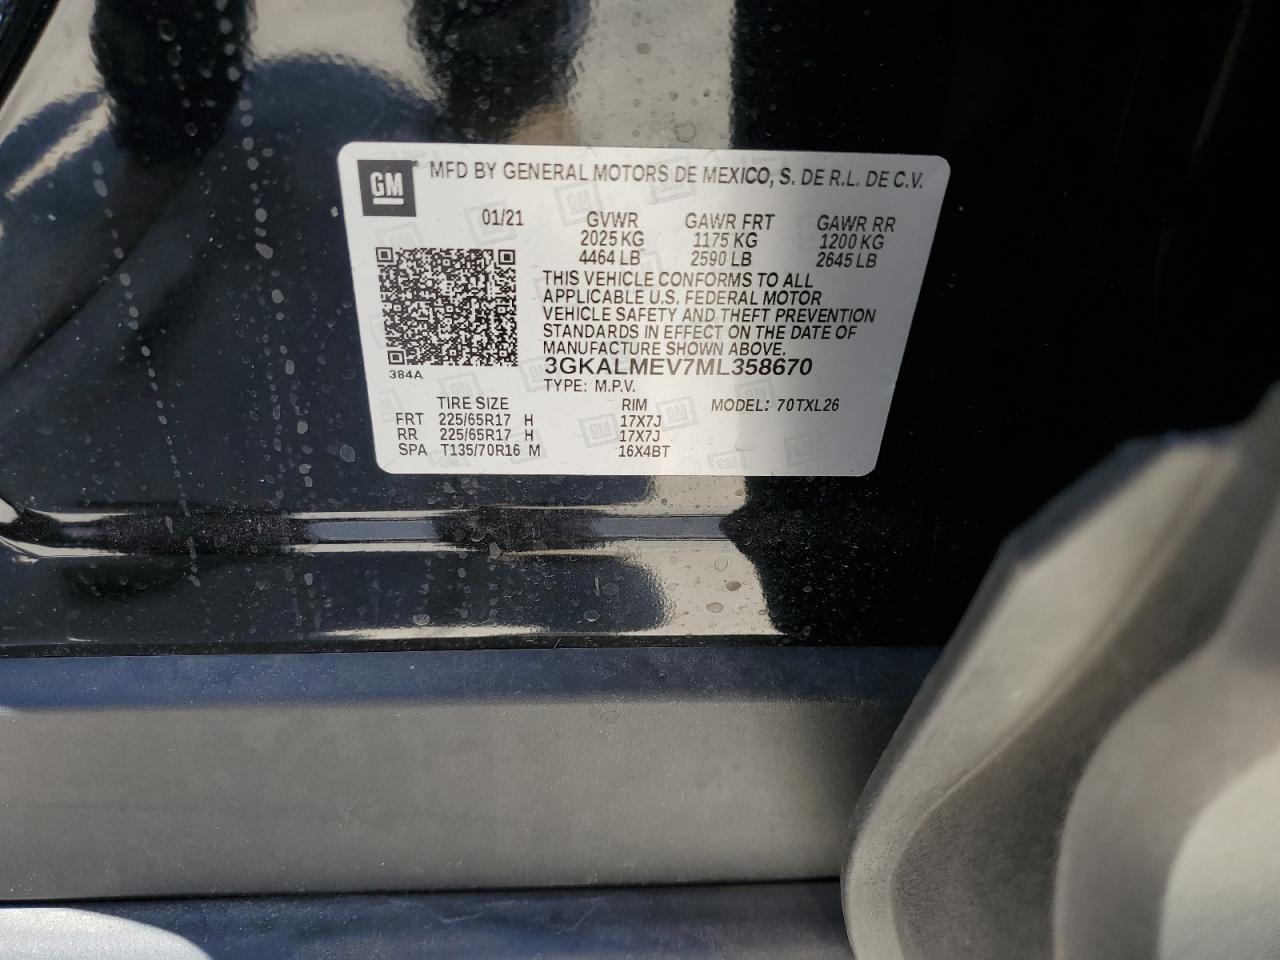 GM MFD BY GENERAL MOTORS DE MEXICO, S. DE R.L. DE C.V.
01/21 GVWR GAWR FRT GAWR RR
2025 KG 1175 KG 1200 KG
4464 LB 2590 LB 2645 LB
THIS VEHICLE CONFORMS TO ALL
APPLICABLE U.S. FEDERAL MOTOR
VEHICLE SAFETY AND THEFT PREVENTION
STANDARDS IN EFFECT ON THE DATE OF
MANUFACTURE SHOWN ABOVE.
3GKALMEV7ML358670
384A TYPE: M.P.V.
TIRE SIZE RIM MODEL: 70TXL26
FRT 225/65R17 H 17X7J
RR 225/65R17 H 17X7J
SPA T135/70R16 M 16X4BT